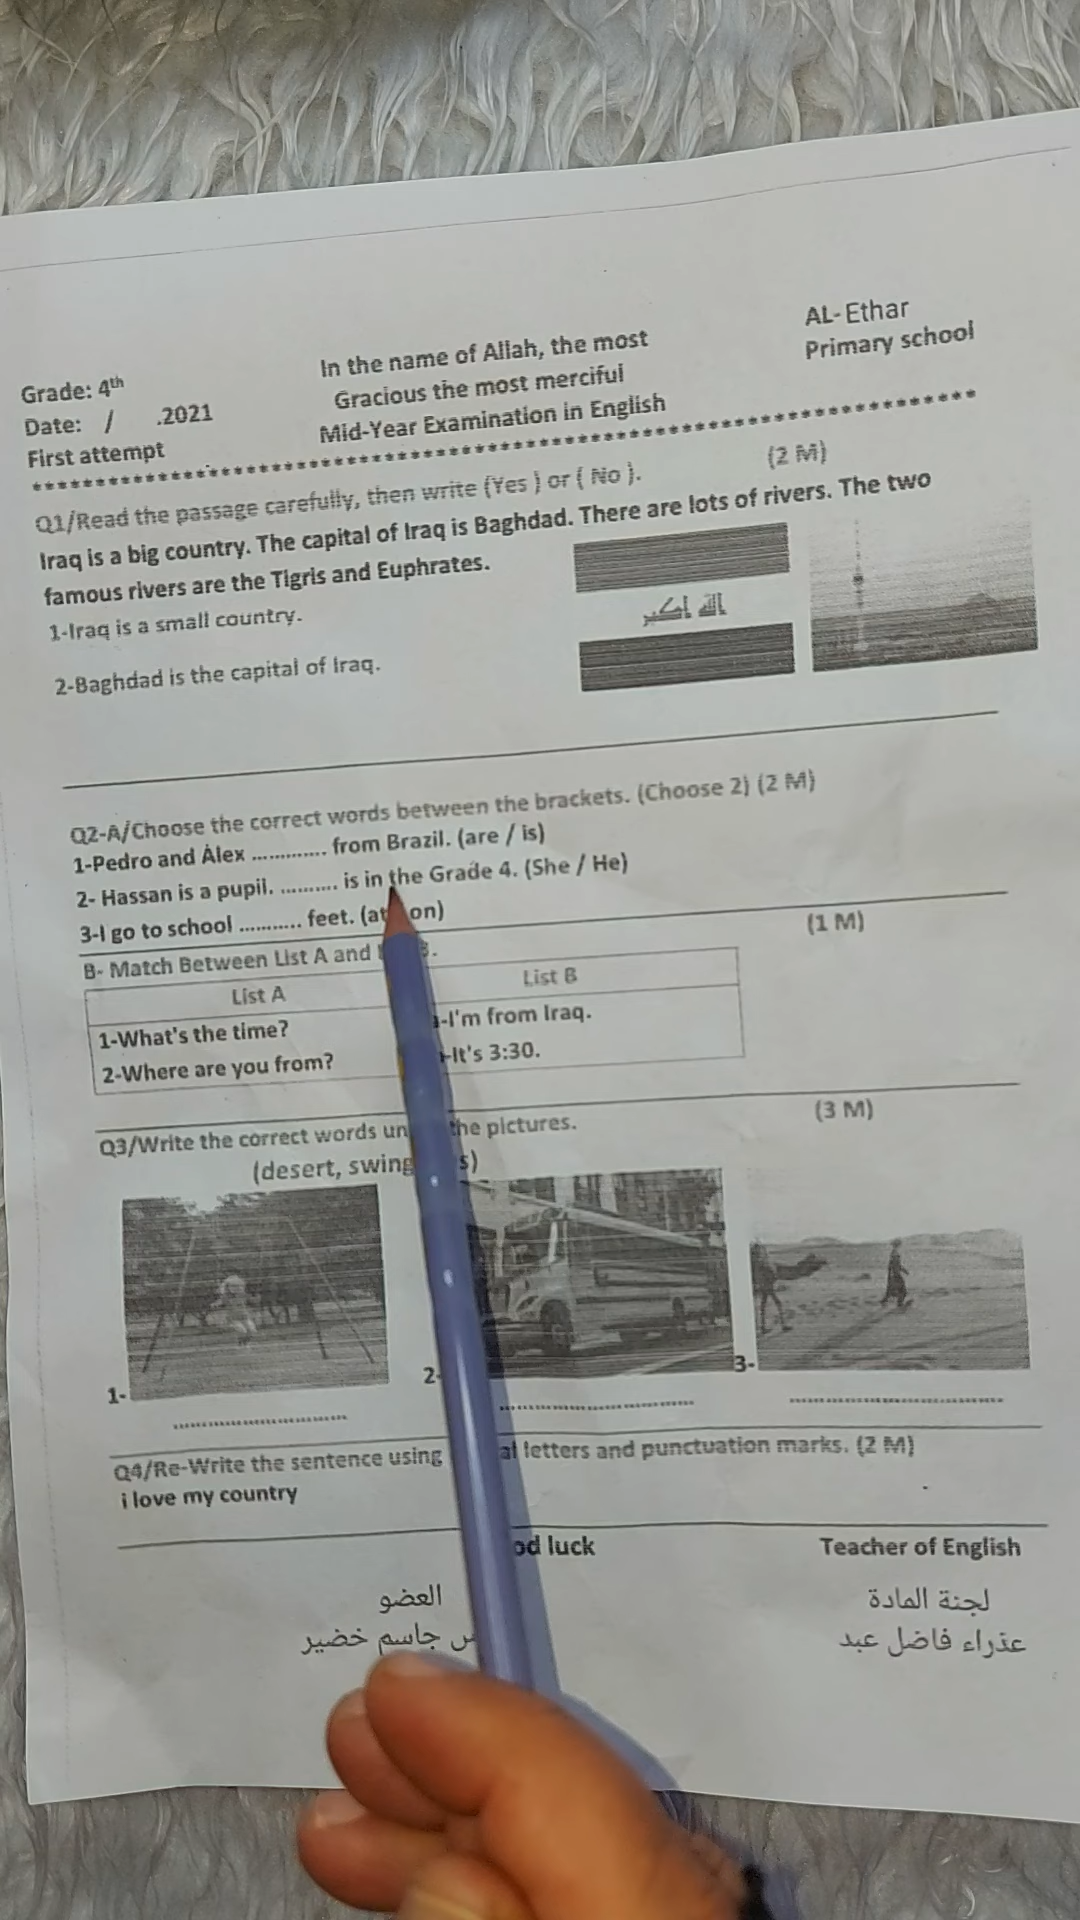 Grade: 4th
Date: / .2021
First attempt
In the name of Allah, the most
Gracious the most merciful
Mid-Year Examination in English
AL-Ethar
Primary school
Q1/Read the passage carefully, then write (Yes ) or ( No ). (2 M)
Iraq is a big country. The capital of Iraq is Baghdad. There are lots of rivers. The two
famous rivers are the Tigris and Euphrates.
1-Iraq is a small country.
2-Baghdad is the capital of Iraq.
الله اكبر
Q2-A/Choose the correct words between the brackets. (Choose 2) (2 M)
1-Pedro and Alex ............. from Brazil. (are / is)
2- Hassan is a pupil. .......... is in the Grade 4. (She / He)
3-I go to school ........... feet. (at on)
B- Match Between List A and (1 M)
List A List B
1-What's the time? -I'm from Iraq.
2-Where are you from? -It's 3:30.
Q3/Write the correct words the pictures. (3 M)
(desert, swing
1-
2-
3-
Q4/Re-Write the sentence using letters and punctuation marks. (2 M)
i love my country
luck
Teacher of English
العضو
جاسم خضير
لجنة المادة
عذراء فاضل عبد